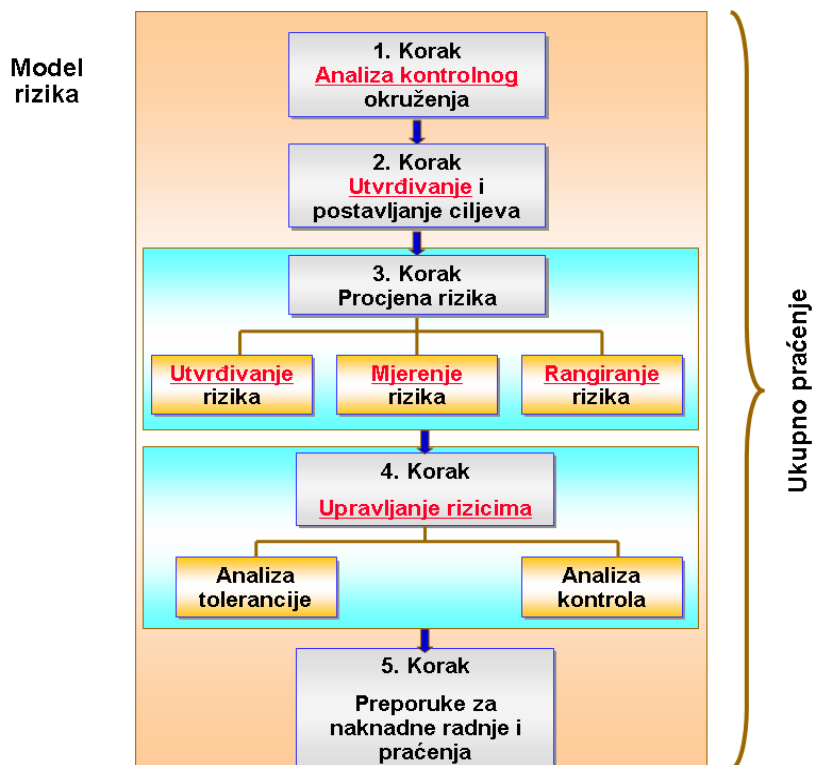 Model
rizika
1. Korak
Analiza kontrolnog
okruženja
2. Korak
Utvrđivanje i
postavljanje ciljeva
3. Korak
Procjena rizika
Utvrđivanje
rizika
Mjerenje
rizika
Rangiranje
rizika
4. Korak
Upravljanje rizicima
Analiza
tolerancije
Analiza
kontrola
5. Korak
Preporuke za
naknadne radnje i
praćenja
Ukupno praćenje